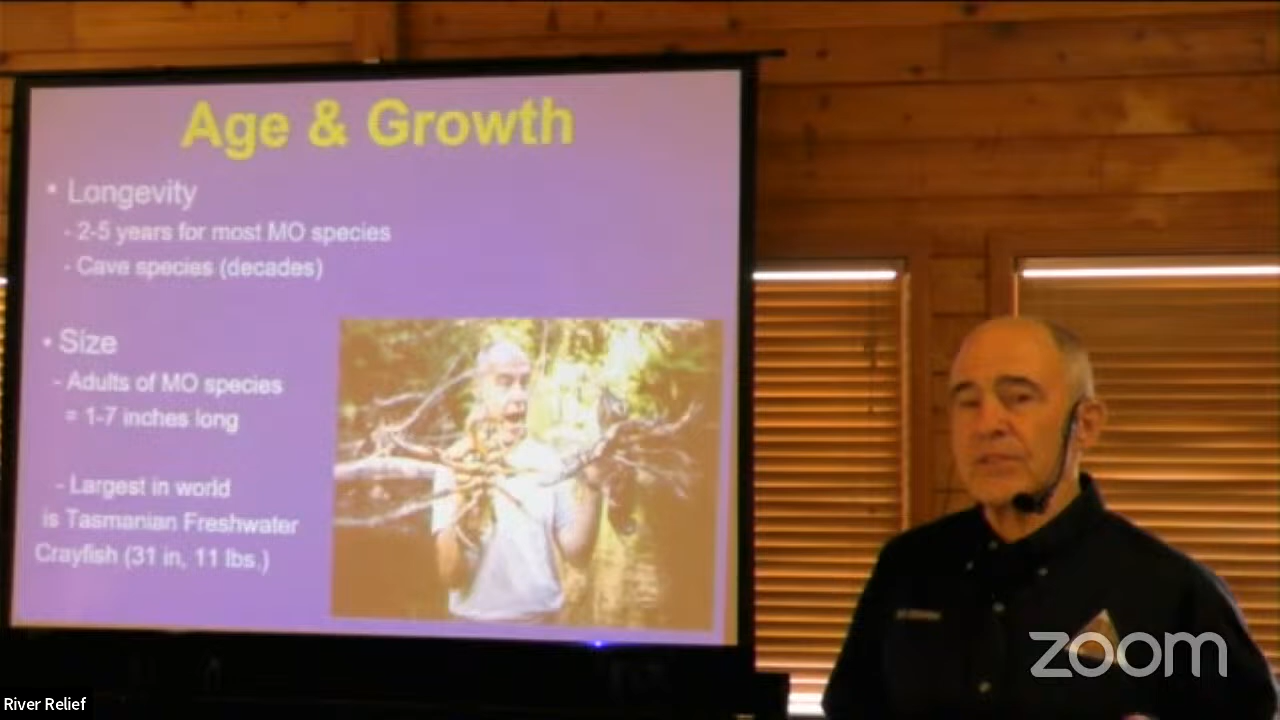 Age & Growth
• Longevity
- 2-5 years for most MO species
- Cave species (decades)
• Size
- Adults of MO species
= 1-7 inches long
- Largest in world
is Tasmanian Freshwater
Crayfish (31 in, 11 lbs.)
zoom
River Relief